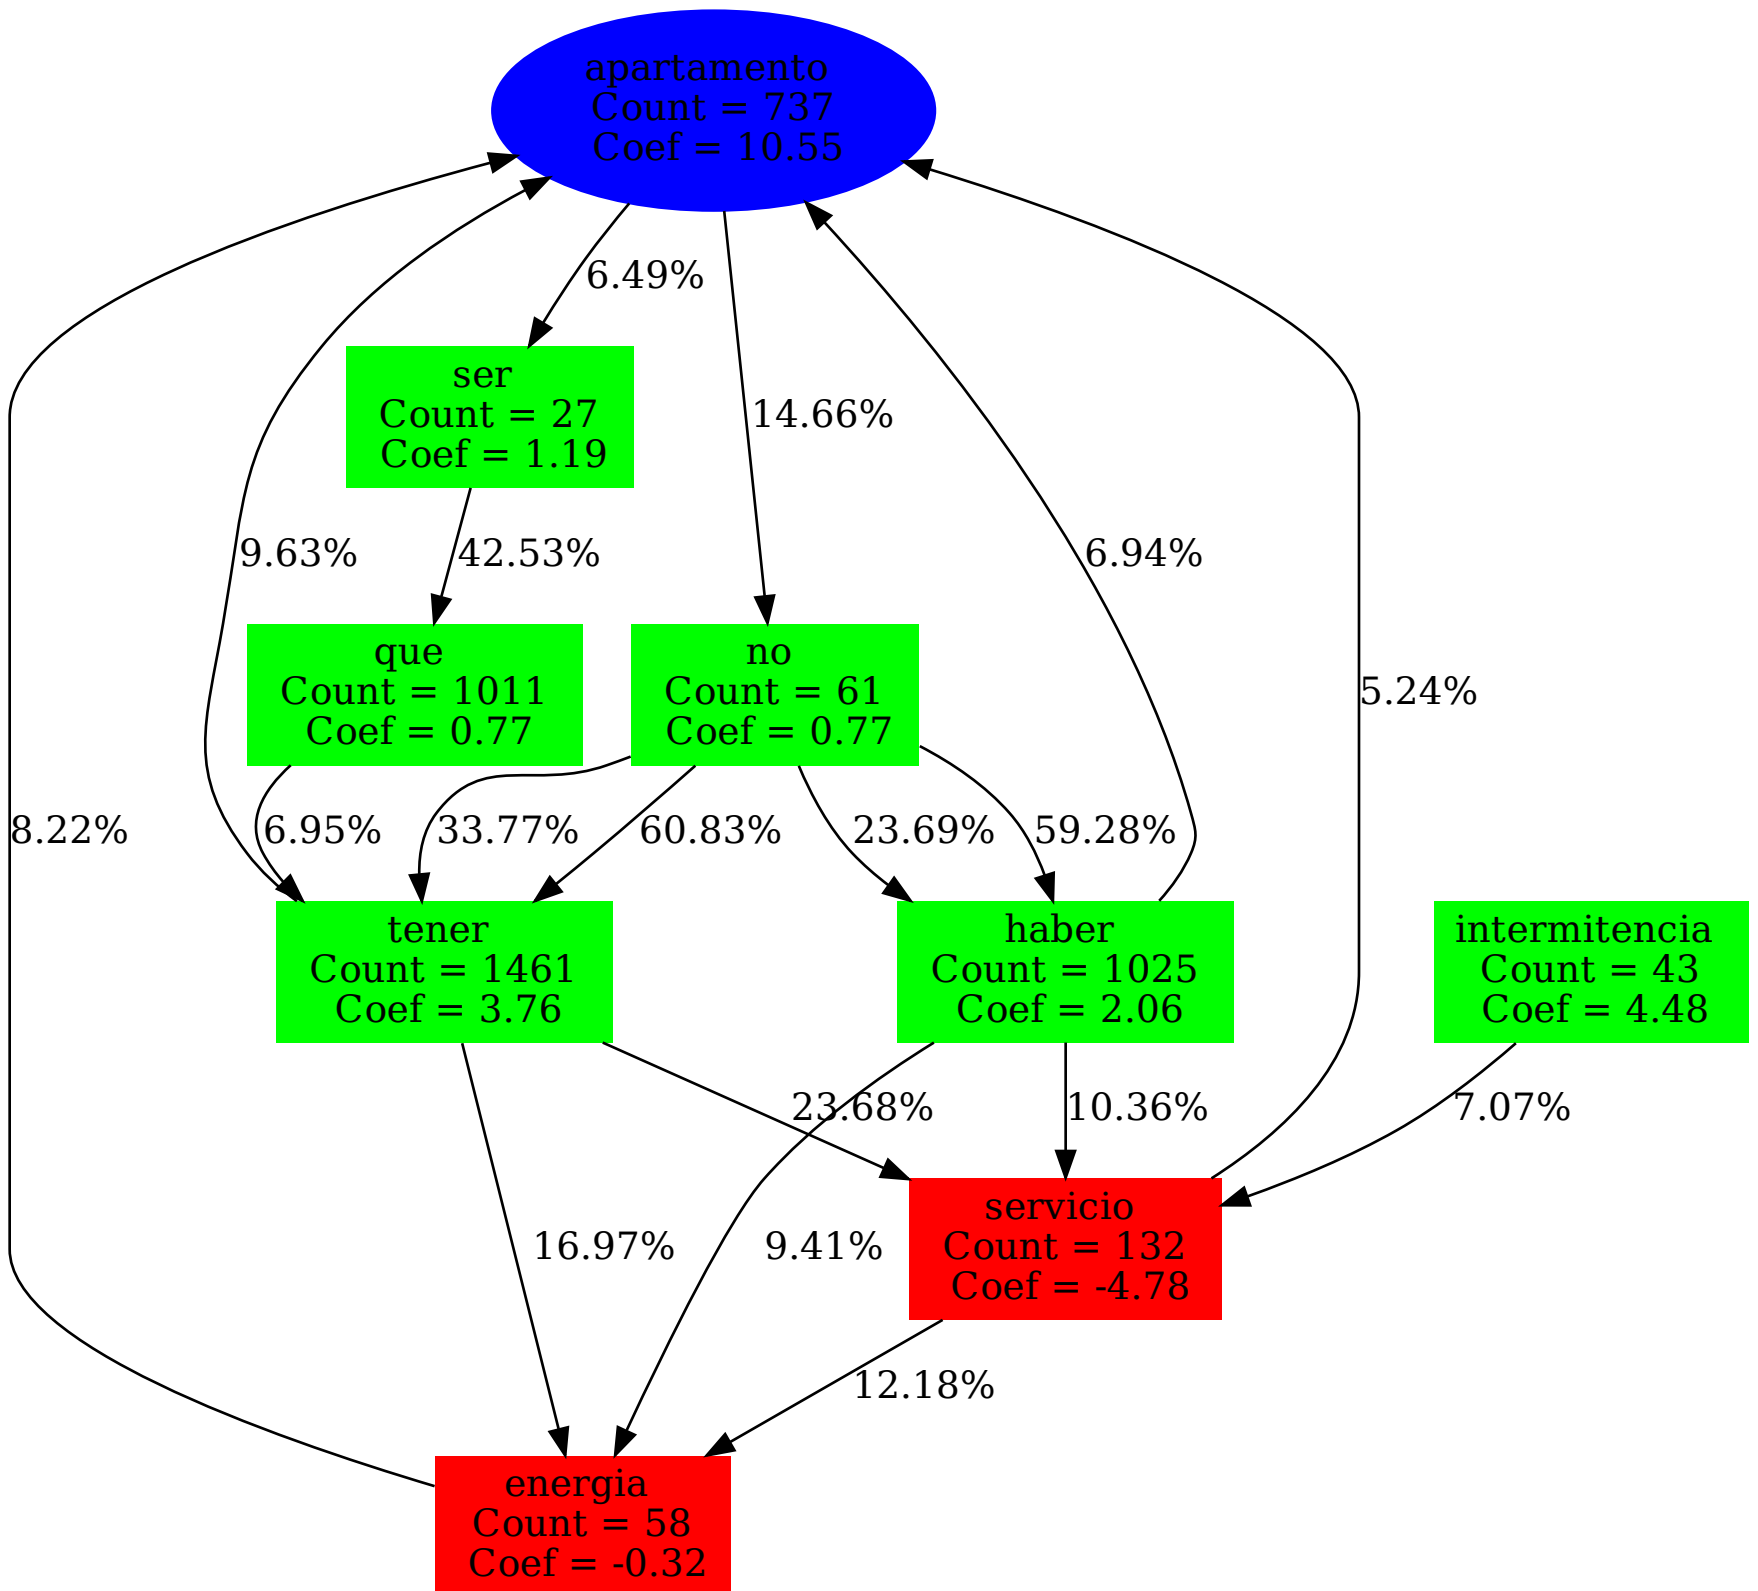 apartamento
Count = 737
Coef = 10.55
6.49%
ser
Count = 27
Coef = 1.19
14.66%
9.63%
42.53%
6.94%
que
Count = 1011
Coef = 0.77
no
Count = 61
Coef = 0.77
5.24%
8.22%
6.95%
33.77%
60.83%
23.69%
59.28%
tener
Count = 1461
Coef = 3.76
haber
Count = 1025
Coef = 2.06
intermitencia
Count = 43
Coef = 4.48
23.68%
10.36%
7.07%
servicio
Count = 132
Coef = -4.78
16.97%
9.41%
12.18%
energia
Count = 58
Coef = -0.32